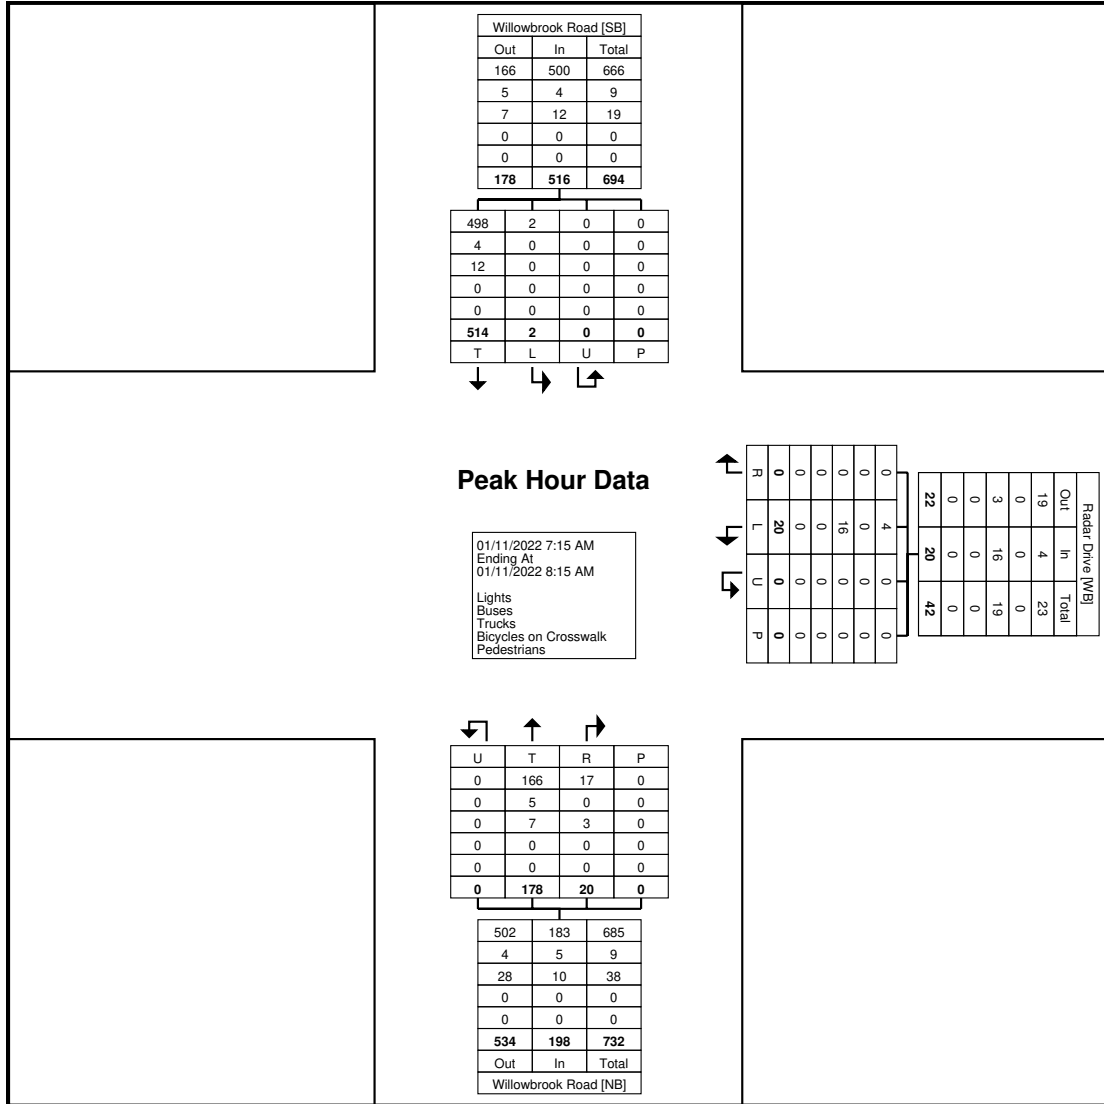 Willowbrook Road [SB]
Out In Total
166 500 666
5 4 9
7 12 19
0 0 0
0 0 0
178 516 694
498 2 0 0
4 0 0 0
12 0 0 0
0 0 0 0
0 0 0 0
514 2 0 0
T L U P
Peak Hour Data
01/11/2022 7:15 AM
Ending At
01/11/2022 8:15 AM
Lights
Buses
Trucks
Bicycles on Crosswalk
Pedestrians
Radar Drive [WB]
Out In Total
19 4 23
0 0 0
3 16 19
0 0 0
0 0 0
22 20 42
0 4 0 0
0 0 0 0
0 16 0 0
0 0 0 0
0 0 0 0
0 20 0 0
R L U P
U T R P
0 166 17 0
0 5 0 0
0 7 3 0
0 0 0 0
0 0 0 0
0 178 20 0
502 183 685
4 5 9
28 10 38
0 0 0
0 0 0
534 198 732
Out In Total
Willowbrook Road [NB]